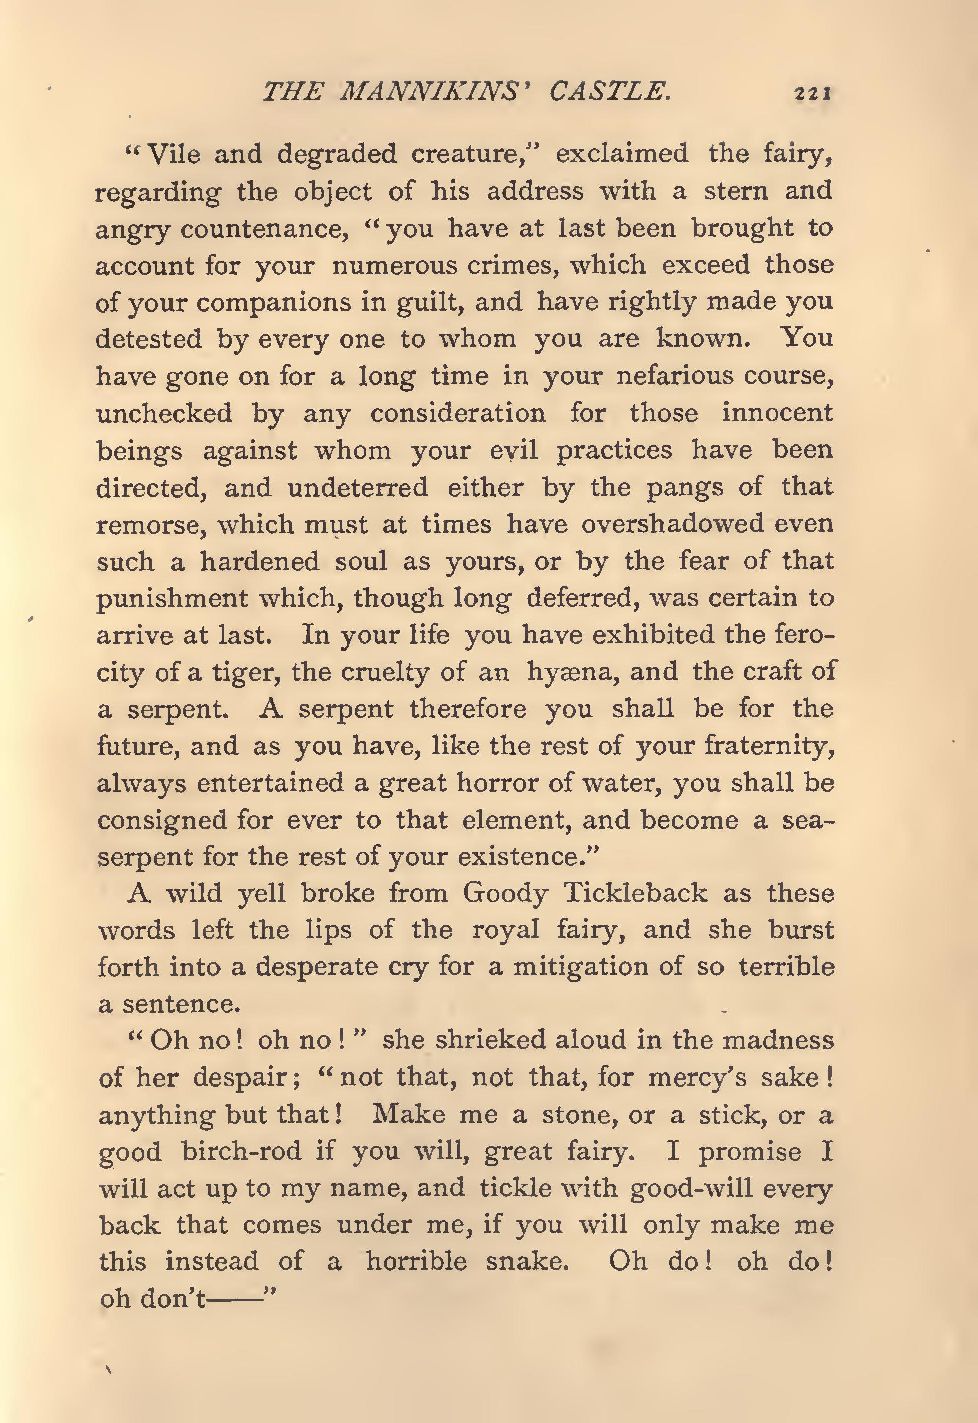 THE MANNIKINS' CASTLE. 221
“Vile and degraded creature,” exclaimed the fairy,
regarding the object of his address with a stern and
angry countenance, “you have at last been brought to
account for your numerous crimes, which exceed those
of your companions in guilt, and have rightly made you
detested by every one to whom you are known. You
have gone on for a long time in your nefarious course,
unchecked by any consideration for those innocent
beings against whom your evil practices have been
directed, and undeterred either by the pangs of that
remorse, which must at times have overshadowed even
such a hardened soul as yours, or by the fear of that
punishment which, though long deferred, was certain to
arrive at last. In your life you have exhibited the fero-
city of a tiger, the cruelty of an hyæna, and the craft of
a serpent. A serpent therefore you shall be for the
future, and as you have, like the rest of your fraternity,
always entertained a great horror of water, you shall be
consigned for ever to that element, and become a sea-
serpent for the rest of your existence.”
A wild yell broke from Goody Tickleback as these
words left the lips of the royal fairy, and she burst
forth into a desperate cry for a mitigation of so terrible
a sentence.
“Oh no! oh no!” she shrieked aloud in the madness
of her despair; “not that, not that, for mercy's sake!
anything but that! Make me a stone, or a stick, or a
good birch-rod if you will, great fairy. I promise I
will act up to my name, and tickle with good-will every
back that comes under me, if you will only make me
this instead of a horrible snake. Oh do! oh do!
oh don't——”